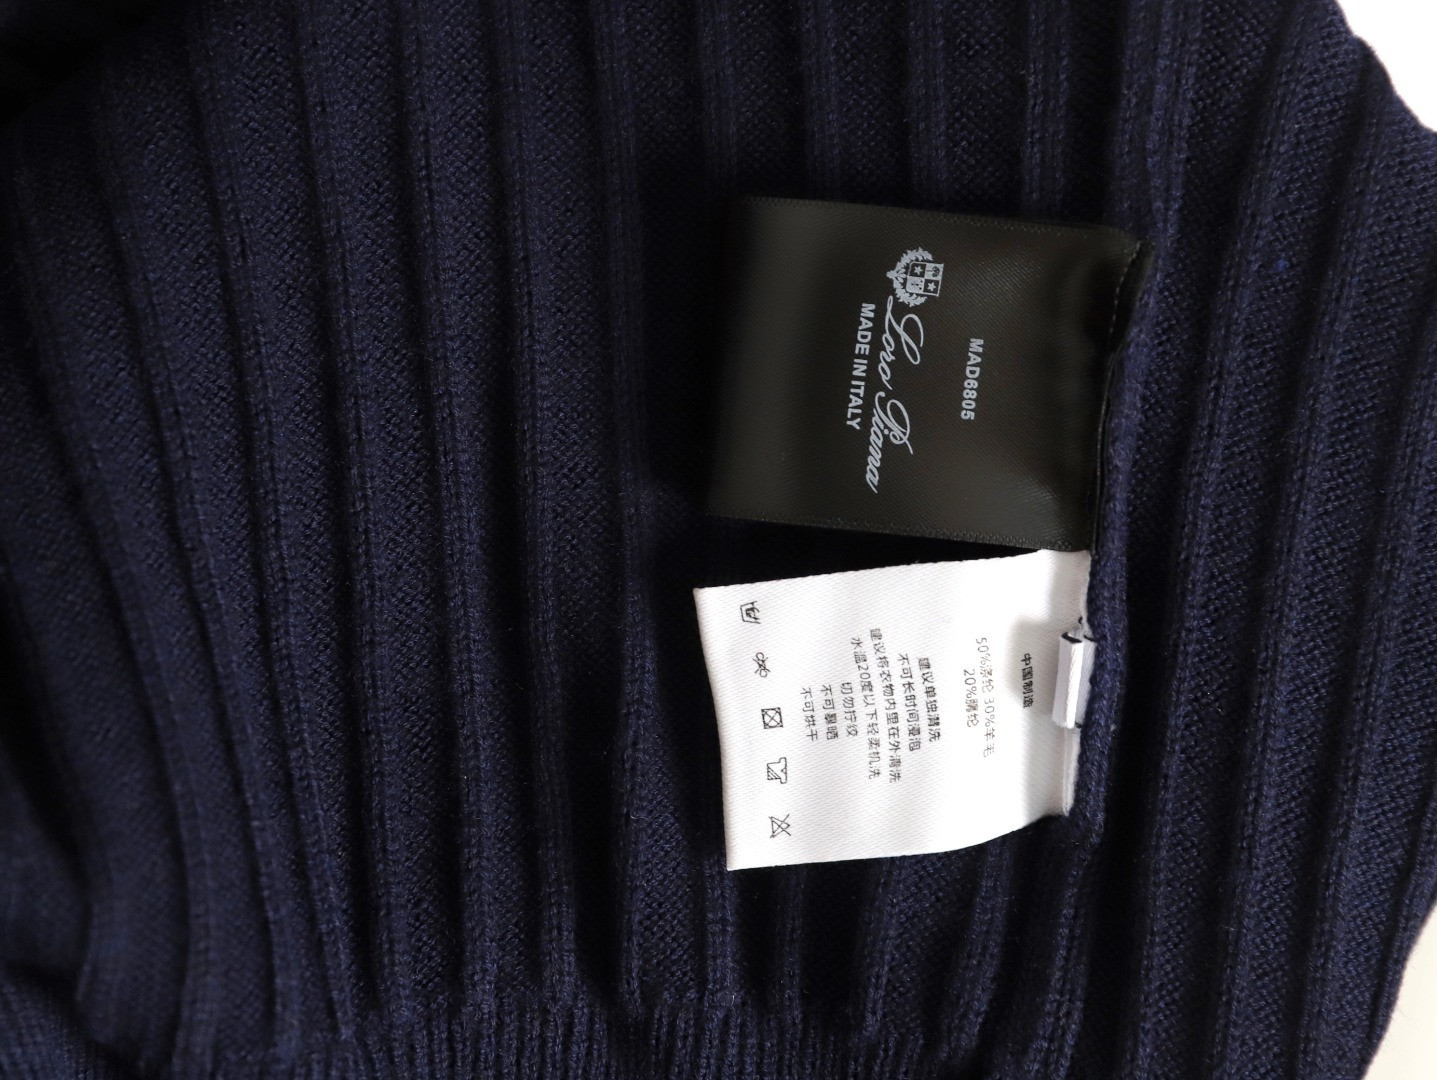 MAD6805
Loro Piana
MADE IN ITALY
中国制造
50%涤纶 30%羊毛
20%腈纶
建议单独清洗
不可长时间浸泡
建议将衣物内里在外清洗
水温20度以下轻柔机洗
切勿拧绞
不可暴晒
不可烘干